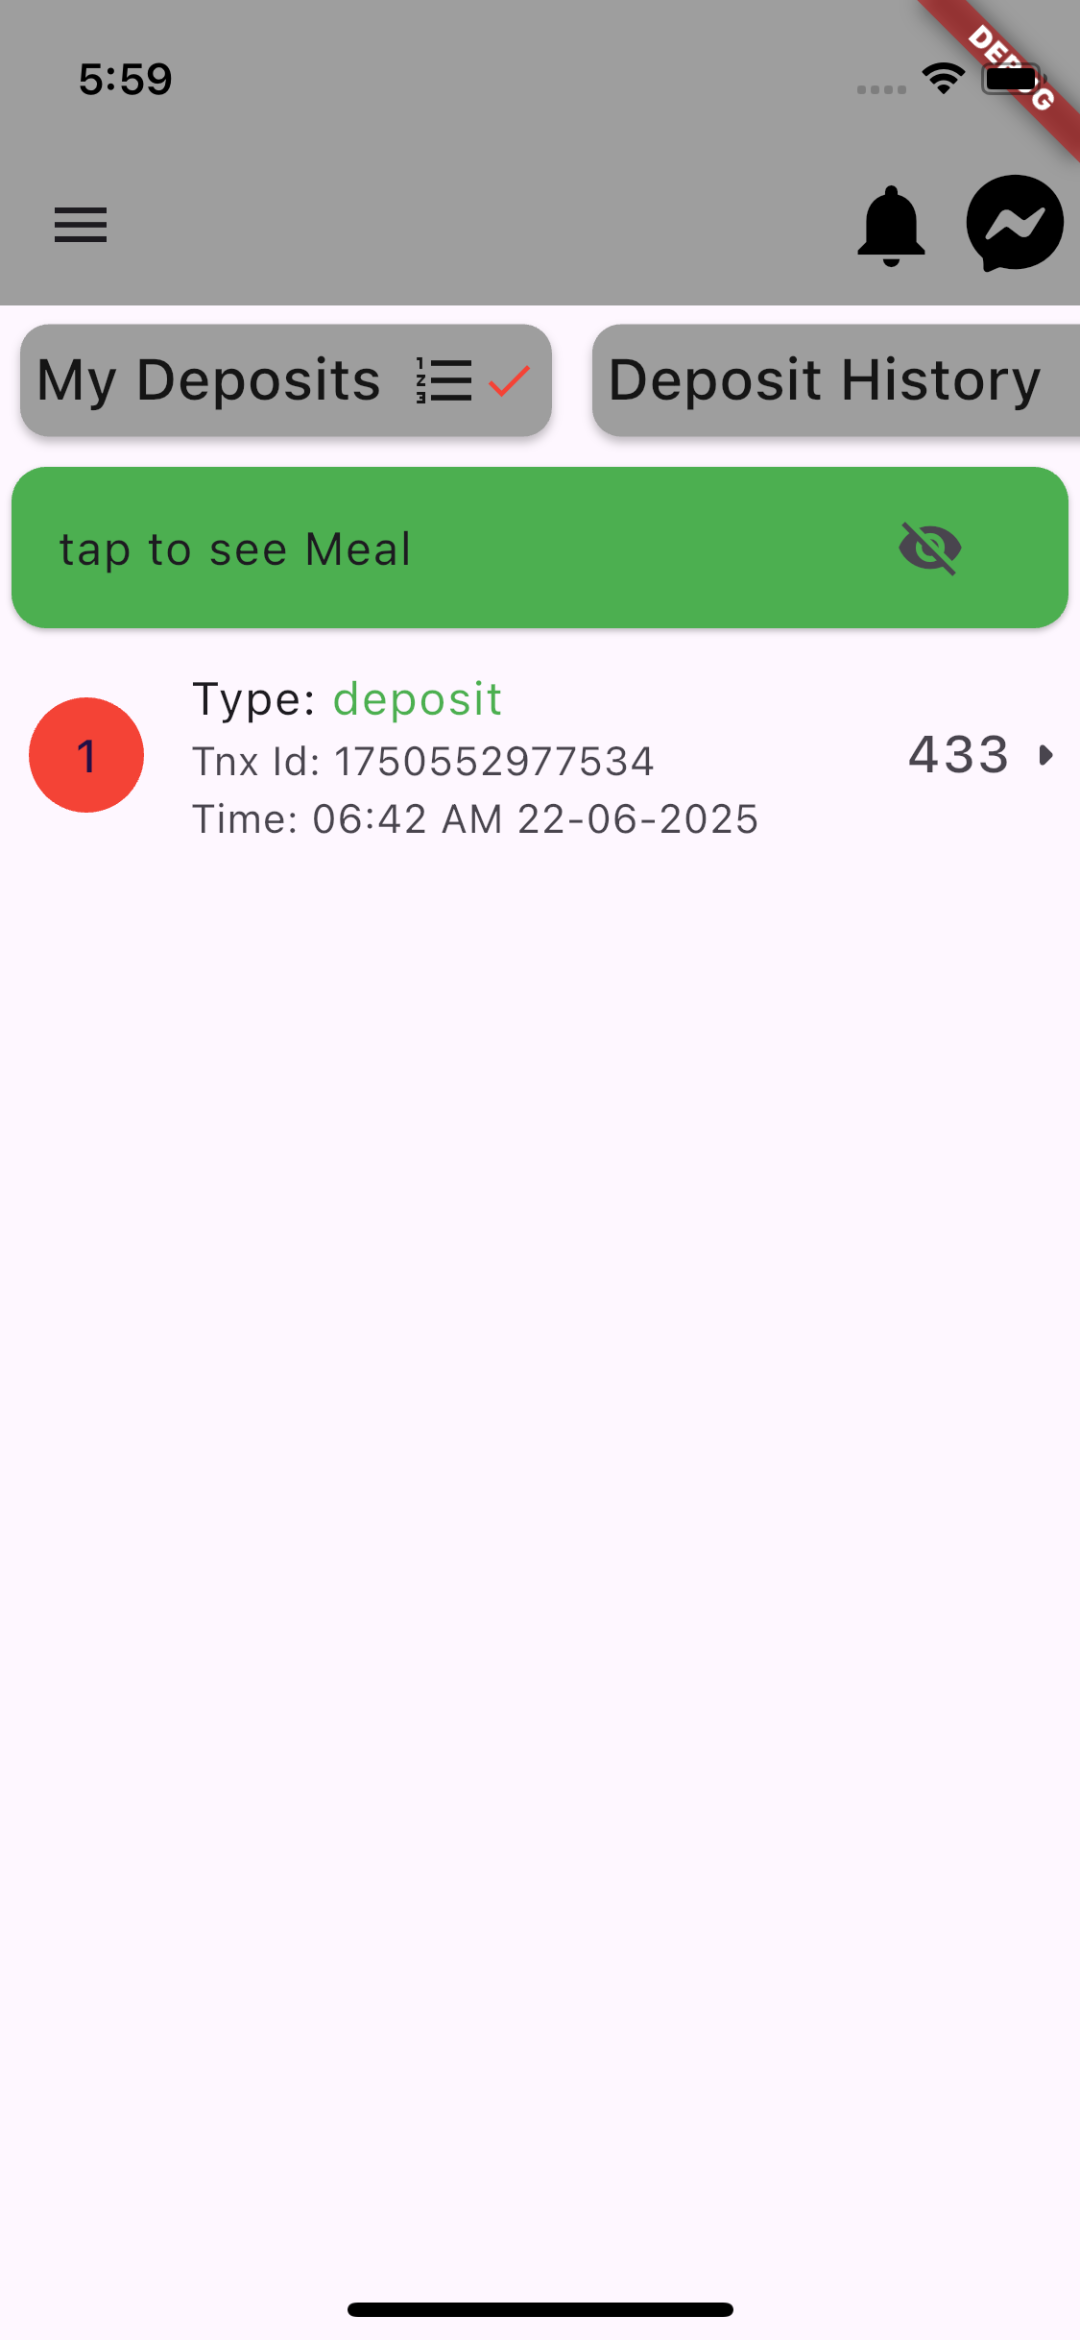 5:59
DEBUG
My Deposits
Deposit History
tap to see Meal
1
Type: deposit
Tnx Id: 1750552977534
Time: 06:42 AM 22-06-2025
433